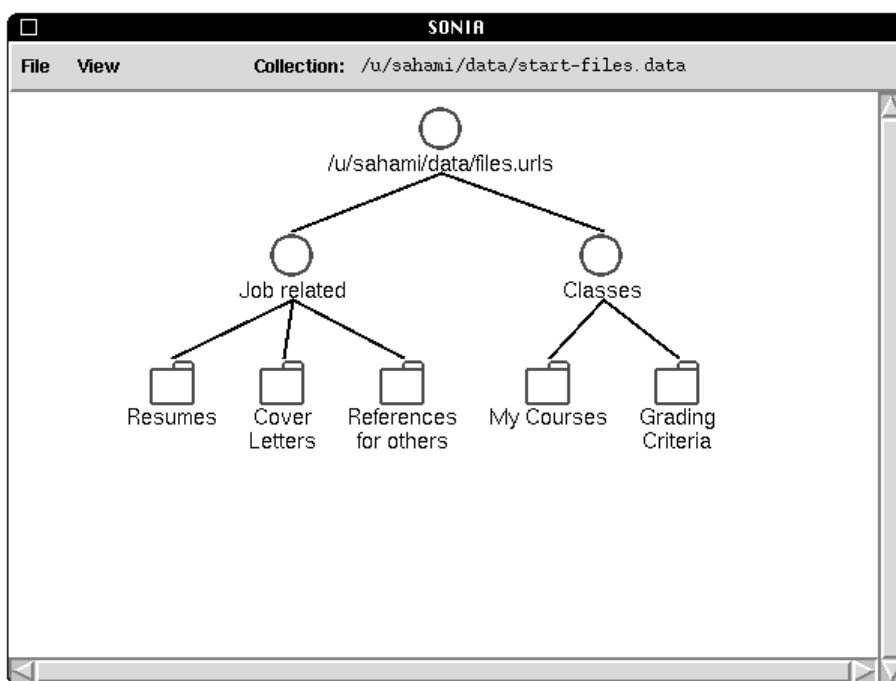 SONIA
File View Collection: /u/sahami/data/start-files.data
/u/sahami/data/files.urls
Job related Classes
Resumes Cover Letters References for others My Courses Grading Criteria